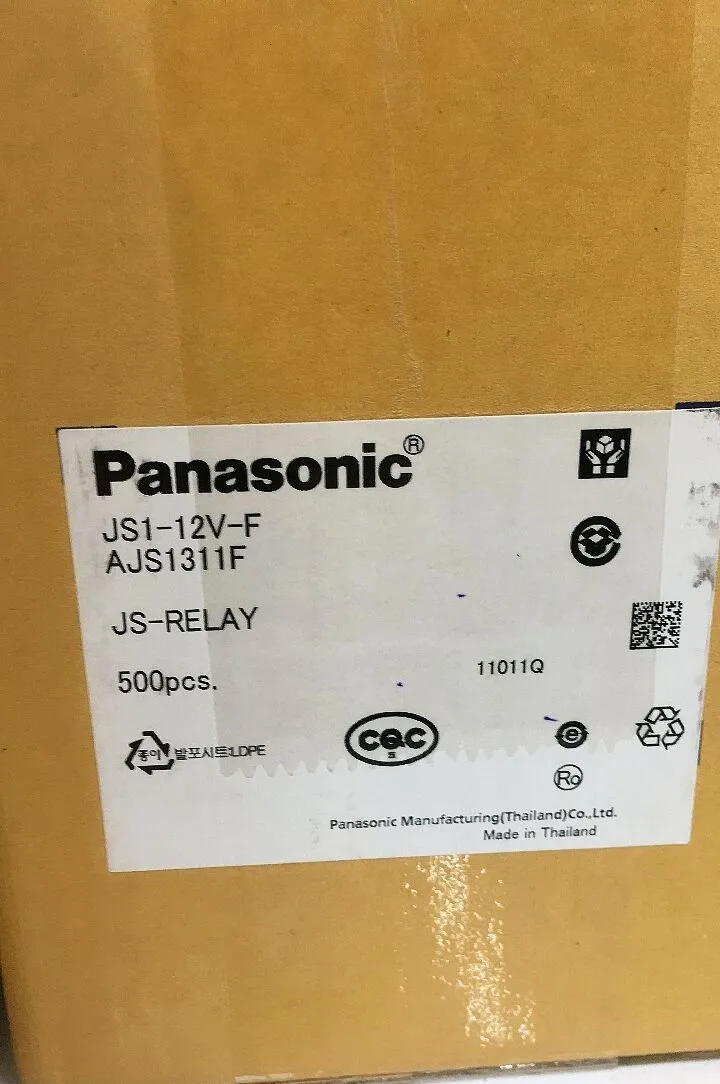 Panasonic®
JS1-12V-F
AJS1311F
JS-RELAY
500pcs.
11011Q
종이
발포시트:LDPE
CQC
S
e
Ro
Panasonic Manufacturing(Thailand)Co.,Ltd.
Made in Thailand